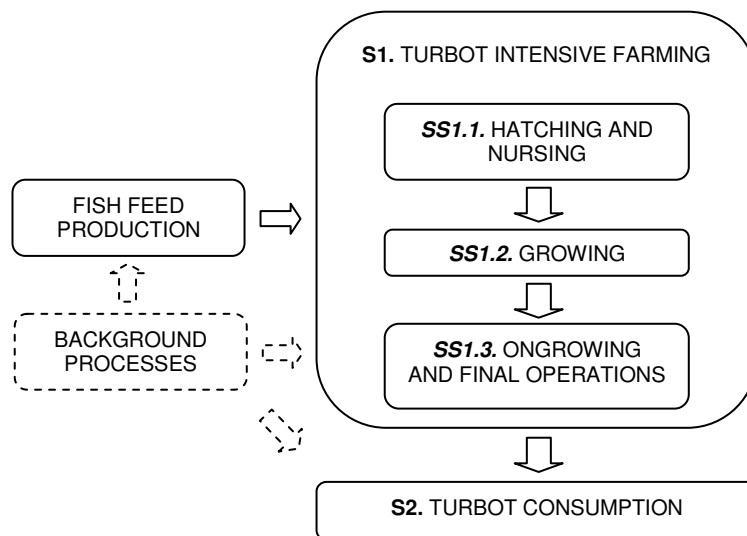 S1. TURBOT INTENSIVE FARMING
SS1.1. HATCHING AND
NURSING
FISH FEED
PRODUCTION
SS1.2. GROWING
BACKGROUND
PROCESSES
SS1.3. ONGROWING
AND FINAL OPERATIONS
S2. TURBOT CONSUMPTION